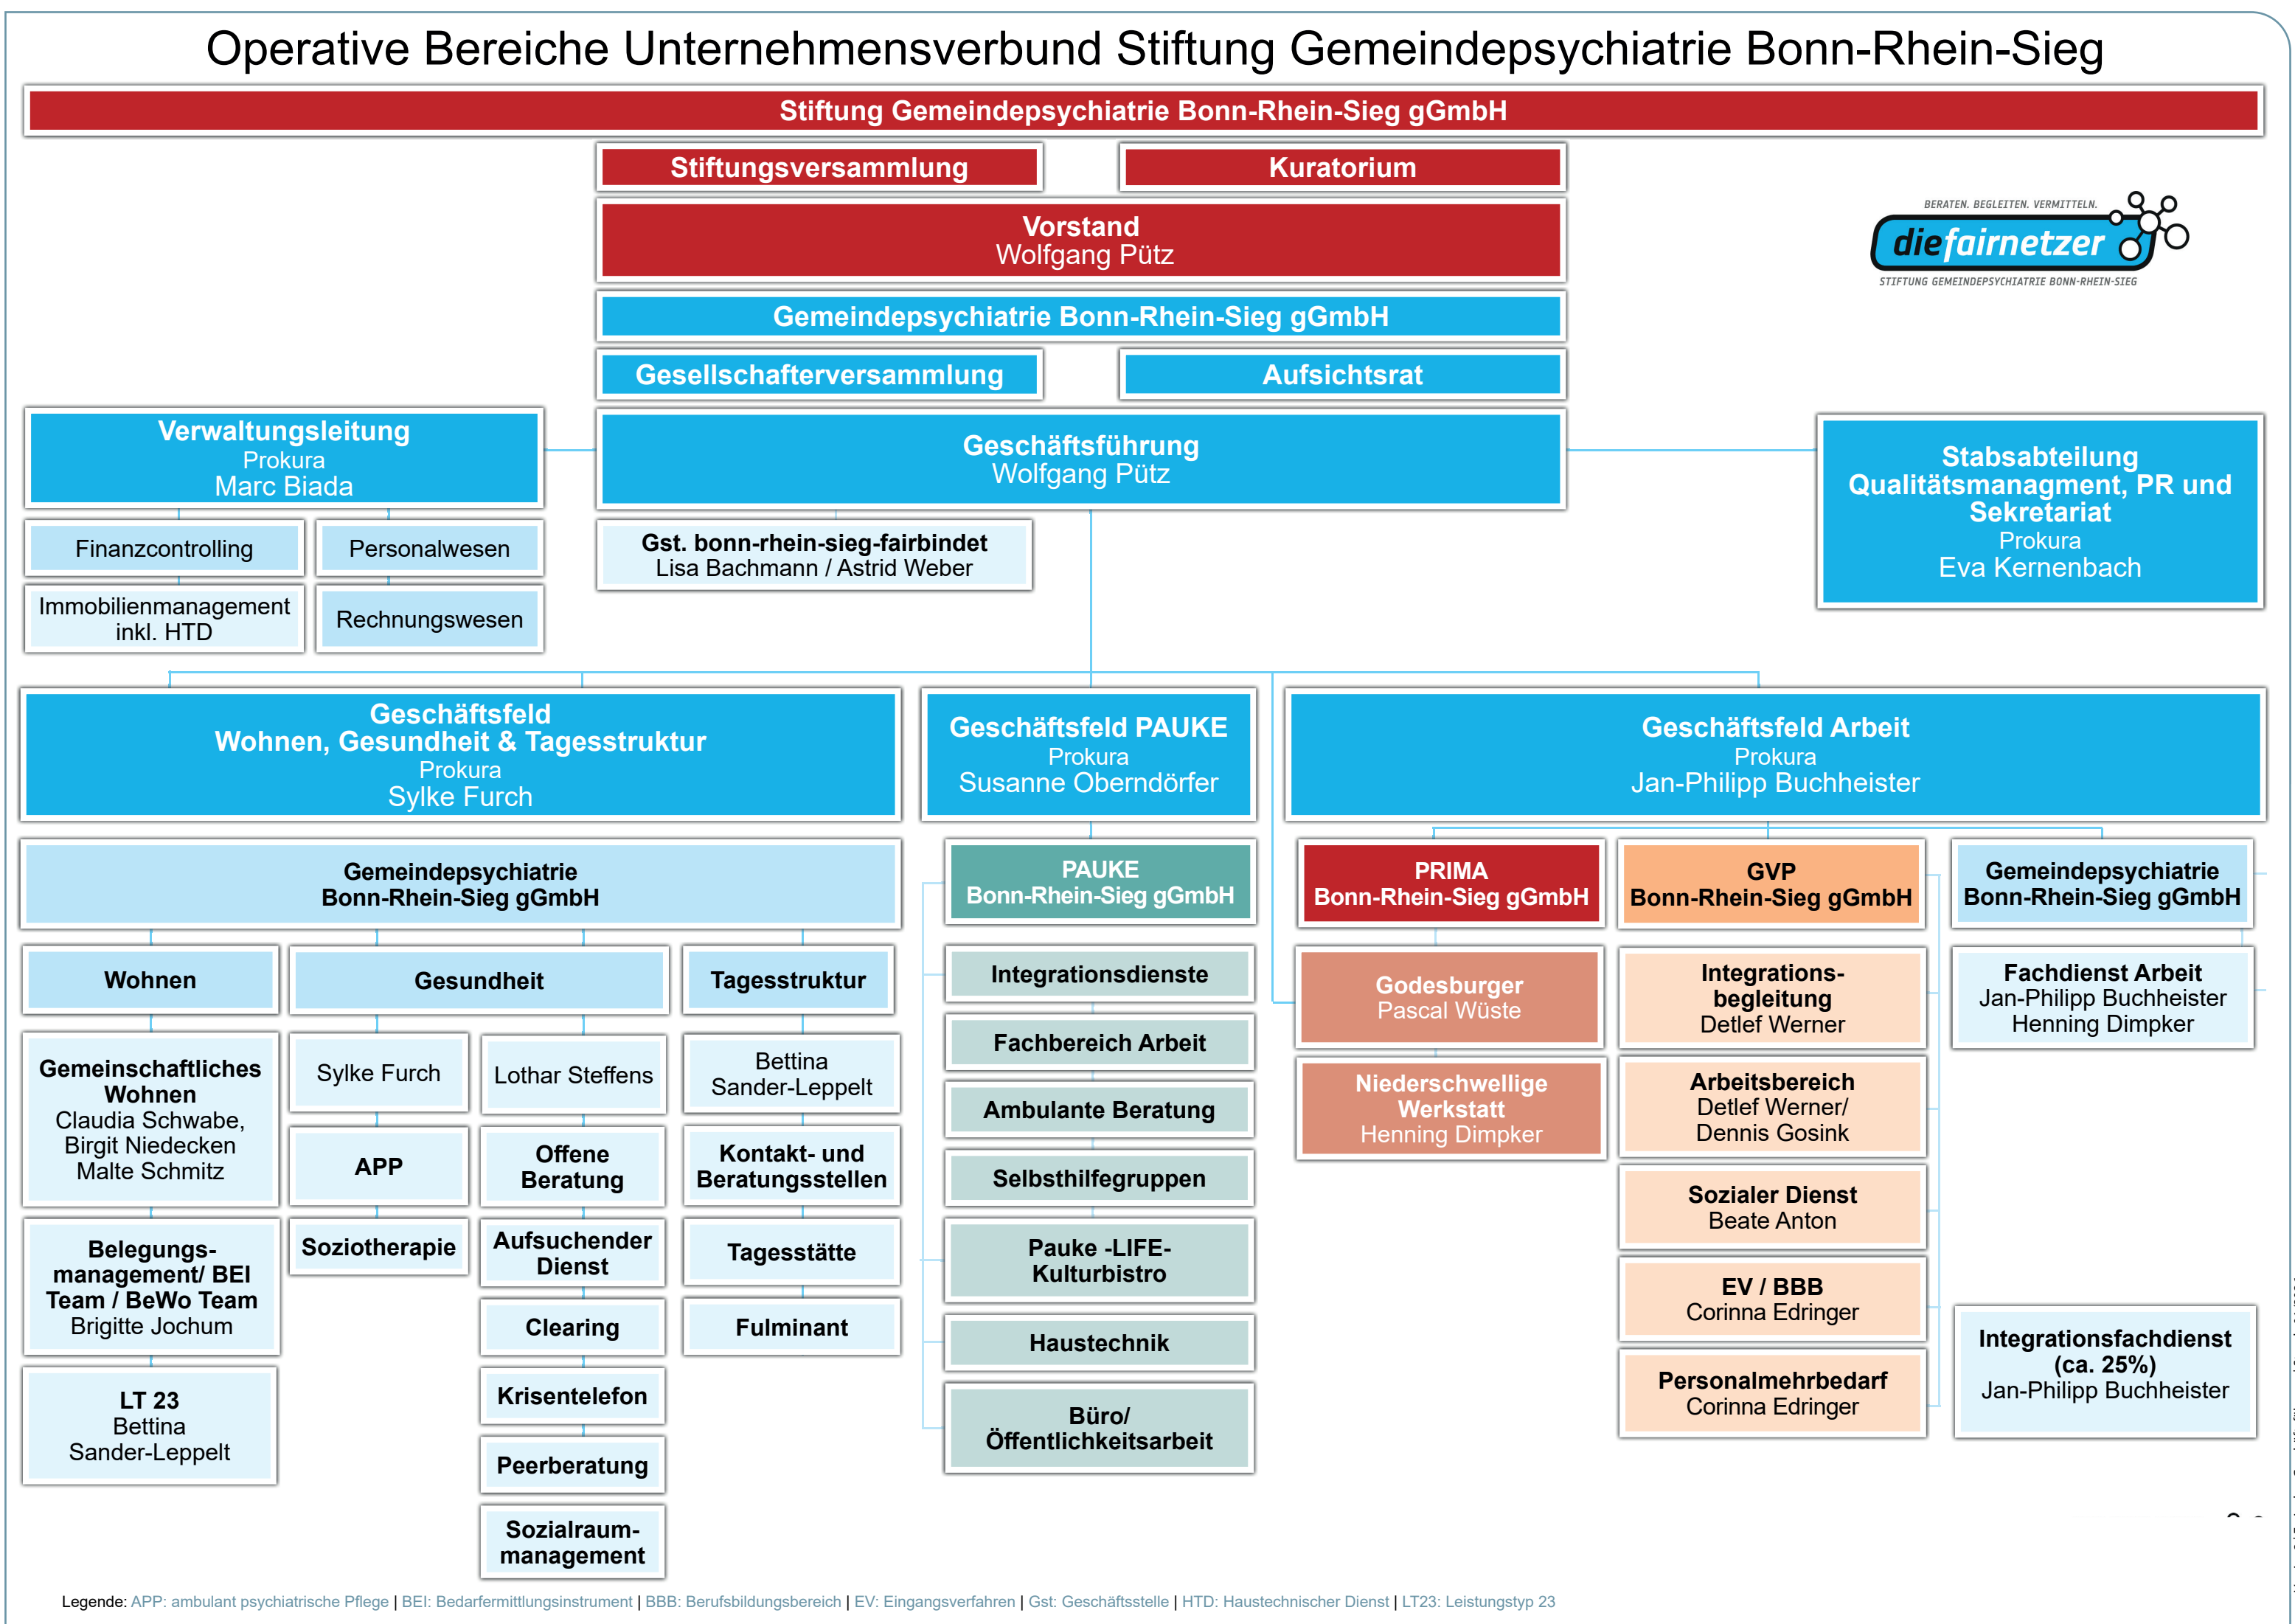 Operative Bereiche Unternehmensverbund Stiftung Gemeindepsychiatrie Bonn-Rhein-Sieg
Stiftung Gemeindepsychiatrie Bonn-Rhein-Sieg gGmbH
Stiftungsversammlung
Kuratorium
Vorstand
Wolfgang Pütz
BERATEN. BEGLEITEN. VERMITTELN.
diefairnetzer
STIFTUNG GEMEINDEPSYCHIATRIE BONN-RHEIN-SIEG
Gemeindepsychiatrie Bonn-Rhein-Sieg gGmbH
Gesellschafterversammlung
Aufsichtsrat
Verwaltungsleitung
Prokura
Marc Biada
Geschäftsführung
Wolfgang Pütz
Stabsabteilung
Qualitätsmanagment, PR und
Sekretariat
Prokura
Eva Kernenbach
Finanzcontrolling
Personalwesen
Gst. bonn-rhein-sieg-fairbindet
Lisa Bachmann / Astrid Weber
Immobilienmanagement
inkl. HTD
Rechnungswesen
Geschäftsfeld
Wohnen, Gesundheit & Tagesstruktur
Prokura
Sylke Furch
Geschäftsfeld PAUKE
Prokura
Susanne Oberndörfer
Geschäftsfeld Arbeit
Prokura
Jan-Philipp Buchheister
Gemeindepsychiatrie
Bonn-Rhein-Sieg gGmbH
Wohnen
Gesundheit
Tagesstruktur
Gemeinschaftliches
Wohnen
Claudia Schwabe,
Birgit Niedecken
Malte Schmitz
Belegungs-
management/ BEI
Team / BeWo Team
Brigitte Jochum
LT 23
Bettina
Sander-Leppelt
Sylke Furch
APP
Soziotherapie
Lothar Steffens
Offene
Beratung
Aufsuchender
Dienst
Clearing
Krisentelefon
Peerberatung
Sozialraum-
management
Bettina
Sander-Leppelt
Kontakt- und
Beratungsstellen
Tagesstätte
Fulminant
PAUKE
Bonn-Rhein-Sieg gGmbH
Integrationsdienste
Fachbereich Arbeit
Ambulante Beratung
Selbsthilfegruppen
Pauke -LIFE-
Kulturbistro
Haustechnik
Büro/
Öffentlichkeitsarbeit
PRIMA
Bonn-Rhein-Sieg gGmbH
Godesburger
Pascal Wüste
Niederschwellige
Werkstatt
Henning Dimpker
GVP
Bonn-Rhein-Sieg gGmbH
Integrations-
begleitung
Detlef Werner
Arbeitsbereich
Detlef Werner/
Dennis Gosink
Sozialer Dienst
Beate Anton
EV / BBB
Corinna Edringer
Personalmehrbedarf
Corinna Edringer
Gemeindepsychiatrie
Bonn-Rhein-Sieg gGmbH
Fachdienst Arbeit
Jan-Philipp Buchheister
Henning Dimpker
Integrationsfachdienst
(ca. 25%)
Jan-Philipp Buchheister
Legende: APP: ambulant psychiatrische Pflege | BEI: Bedarfermittlungsinstrument | BBB: Berufsbildungsbereich | EV: Eingangsverfahren | Gst: Geschäftsstelle | HTD: Haustechnischer Dienst | LT23: Leistungstyp 23